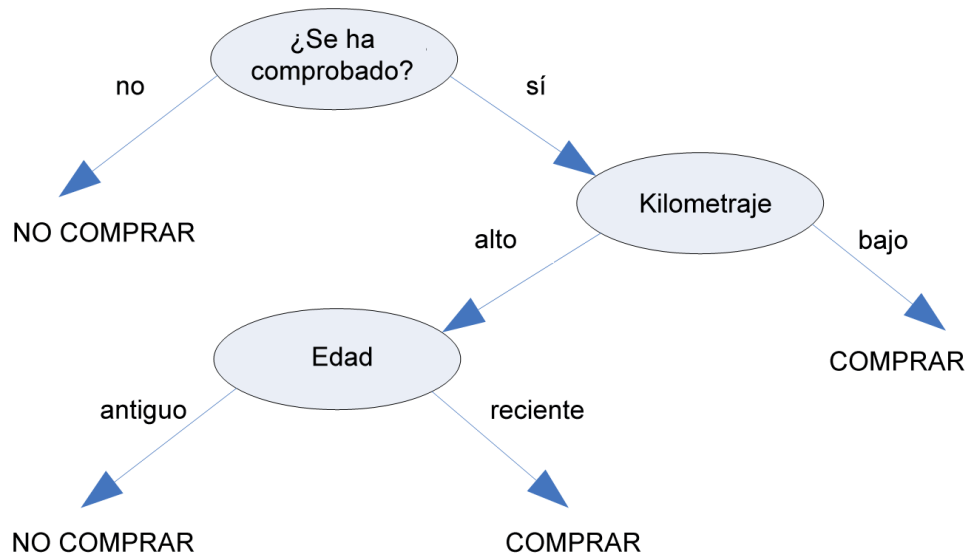 ¿Se ha
comprobado?
no
sí
NO COMPRAR
Kilometraje
alto
bajo
Edad
COMPRAR
antiguo
reciente
NO COMPRAR
COMPRAR